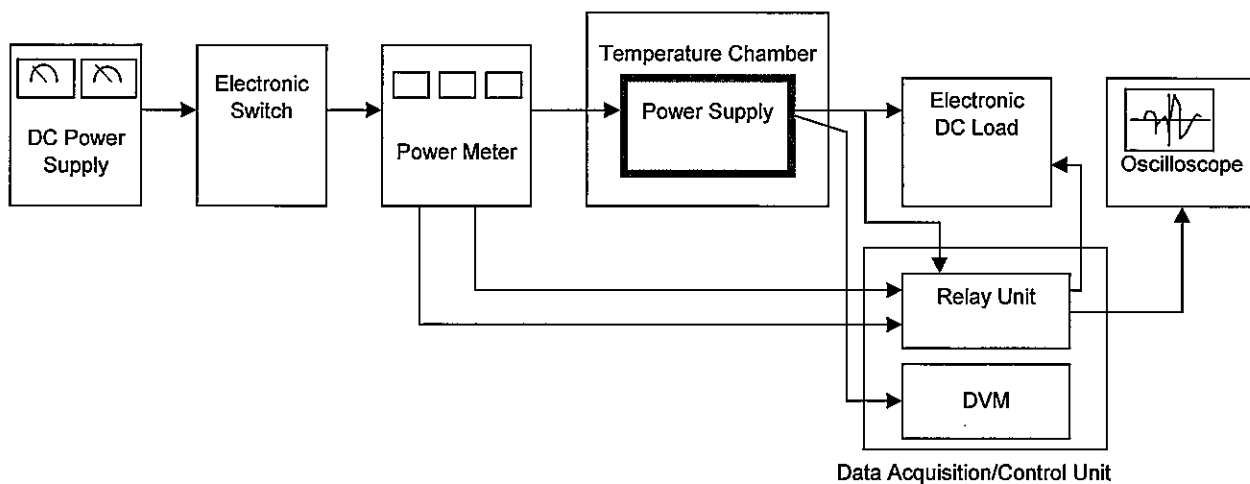 DC Power
Supply
Electronic
Switch
Power Meter
Temperature Chamber
Power Supply
Electronic
DC Load
Oscilloscope
Relay Unit
DVM
Data Acquisition/Control Unit